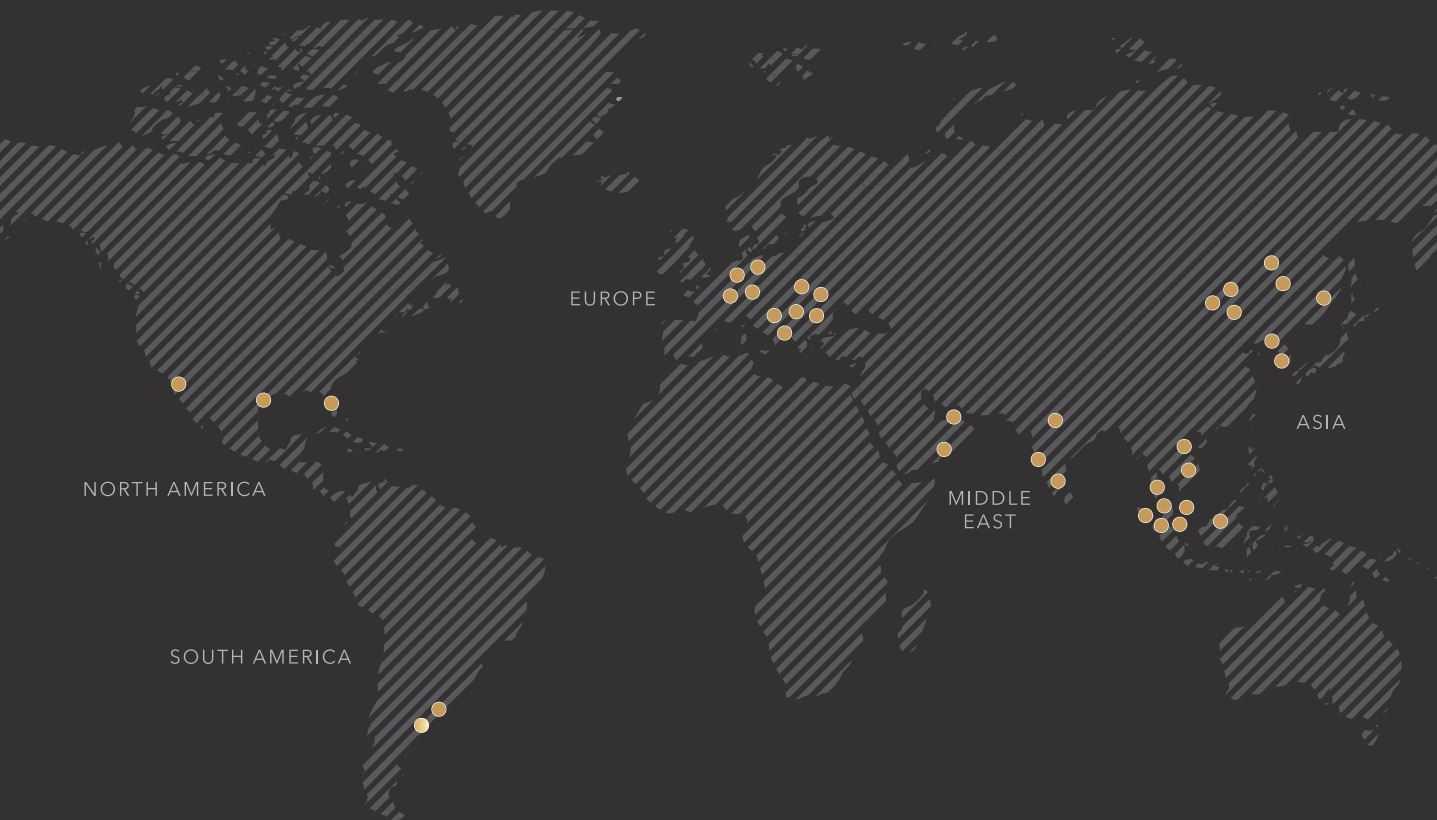 EUROPE
ASIA
NORTH AMERICA
MIDDLE
EAST
SOUTH AMERICA